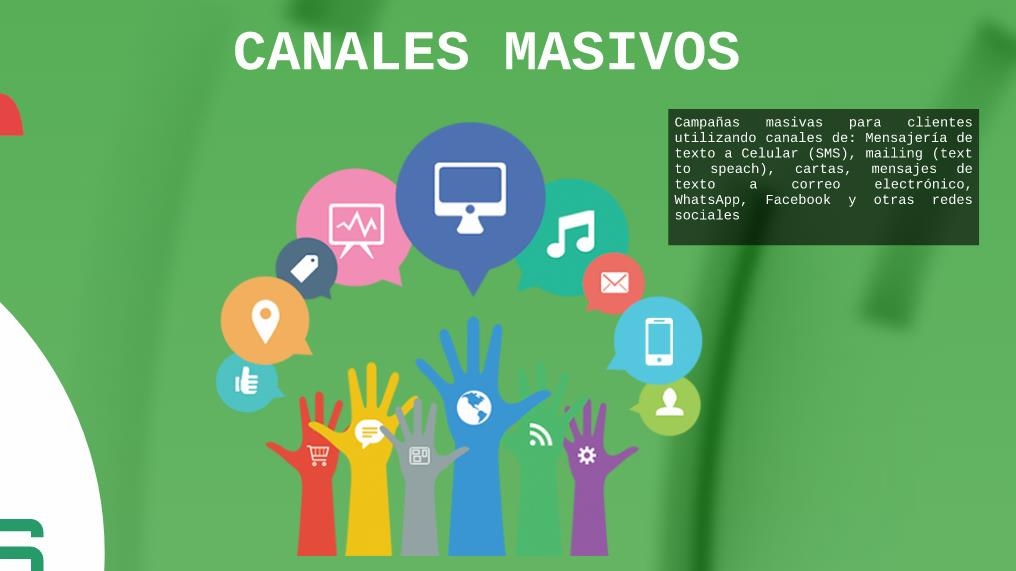 CANALES MASIVOS
Campañas masivas para clientes
utilizando canales de: Mensajería de
texto a Celular (SMS), mailing (text
to speach), cartas, mensajes de
texto a correo electrónico,
WhatsApp, Facebook y otras redes
sociales